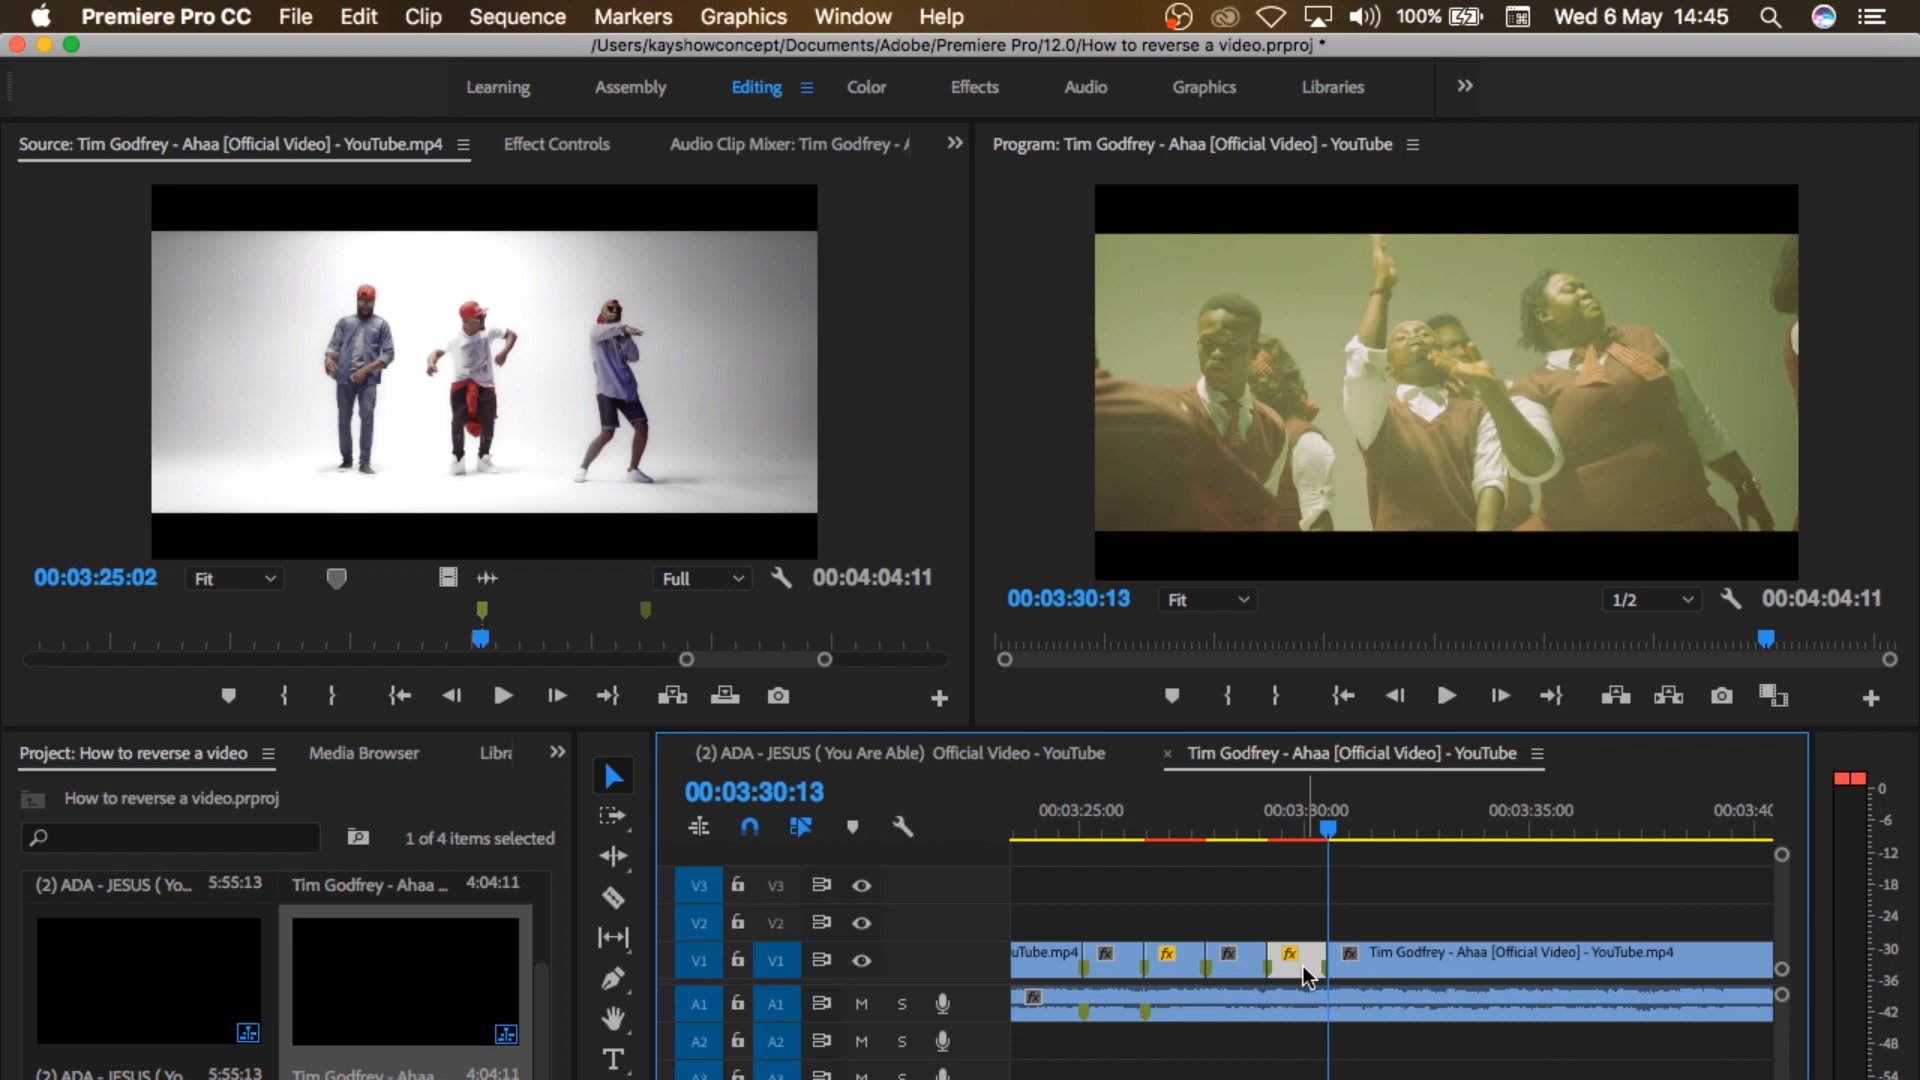 Premiere Pro CC File Edit Clip Sequence Markers Graphics Window Help 100% Wed 6 May 14:45
/Users/kayshowconcept/Documents/Adobe/Premiere Pro/12.0/How to reverse a video.prproj *
Learning Assembly Editing Color Effects Audio Graphics Libraries
Source: Tim Godfrey - Ahaa [Official Video] - YouTube.mp4 Effect Controls Audio Clip Mixer: Tim Godfrey - A
Program: Tim Godfrey - Ahaa [Official Video] - YouTube
00:03:25:02 Fit Full 00:04:04:11
00:03:30:13 Fit 1/2 00:04:04:11
Project: How to reverse a video Media Browser Libr
How to reverse a video.prproj
1 of 4 items selected
(2) ADA - JESUS ( Yo... 5:55:13 Tim Godfrey - Ahaa ... 4:04:11
(2) ADA - JESUS ( Yo... 5:55:13 Tim Godfrey - Ahaa 4:04:11
T
(2) ADA - JESUS ( You Are Able) Official Video - YouTube × Tim Godfrey - Ahaa [Official Video] - YouTube
00:03:30:13
00:03:25:00 00:03:30:00 00:03:35:00 00:03:40
V3 V3
V2 V2
V1 V1 uTube.mp4 fx fx fx fx fx Tim Godfrey - Ahaa [Official Video] - YouTube.mp4
A1 A1 M S fx
A2 A2 M S
A3 A3 M S
0
-6
-12
-18
-24
-30
-36
-42
-48
-54